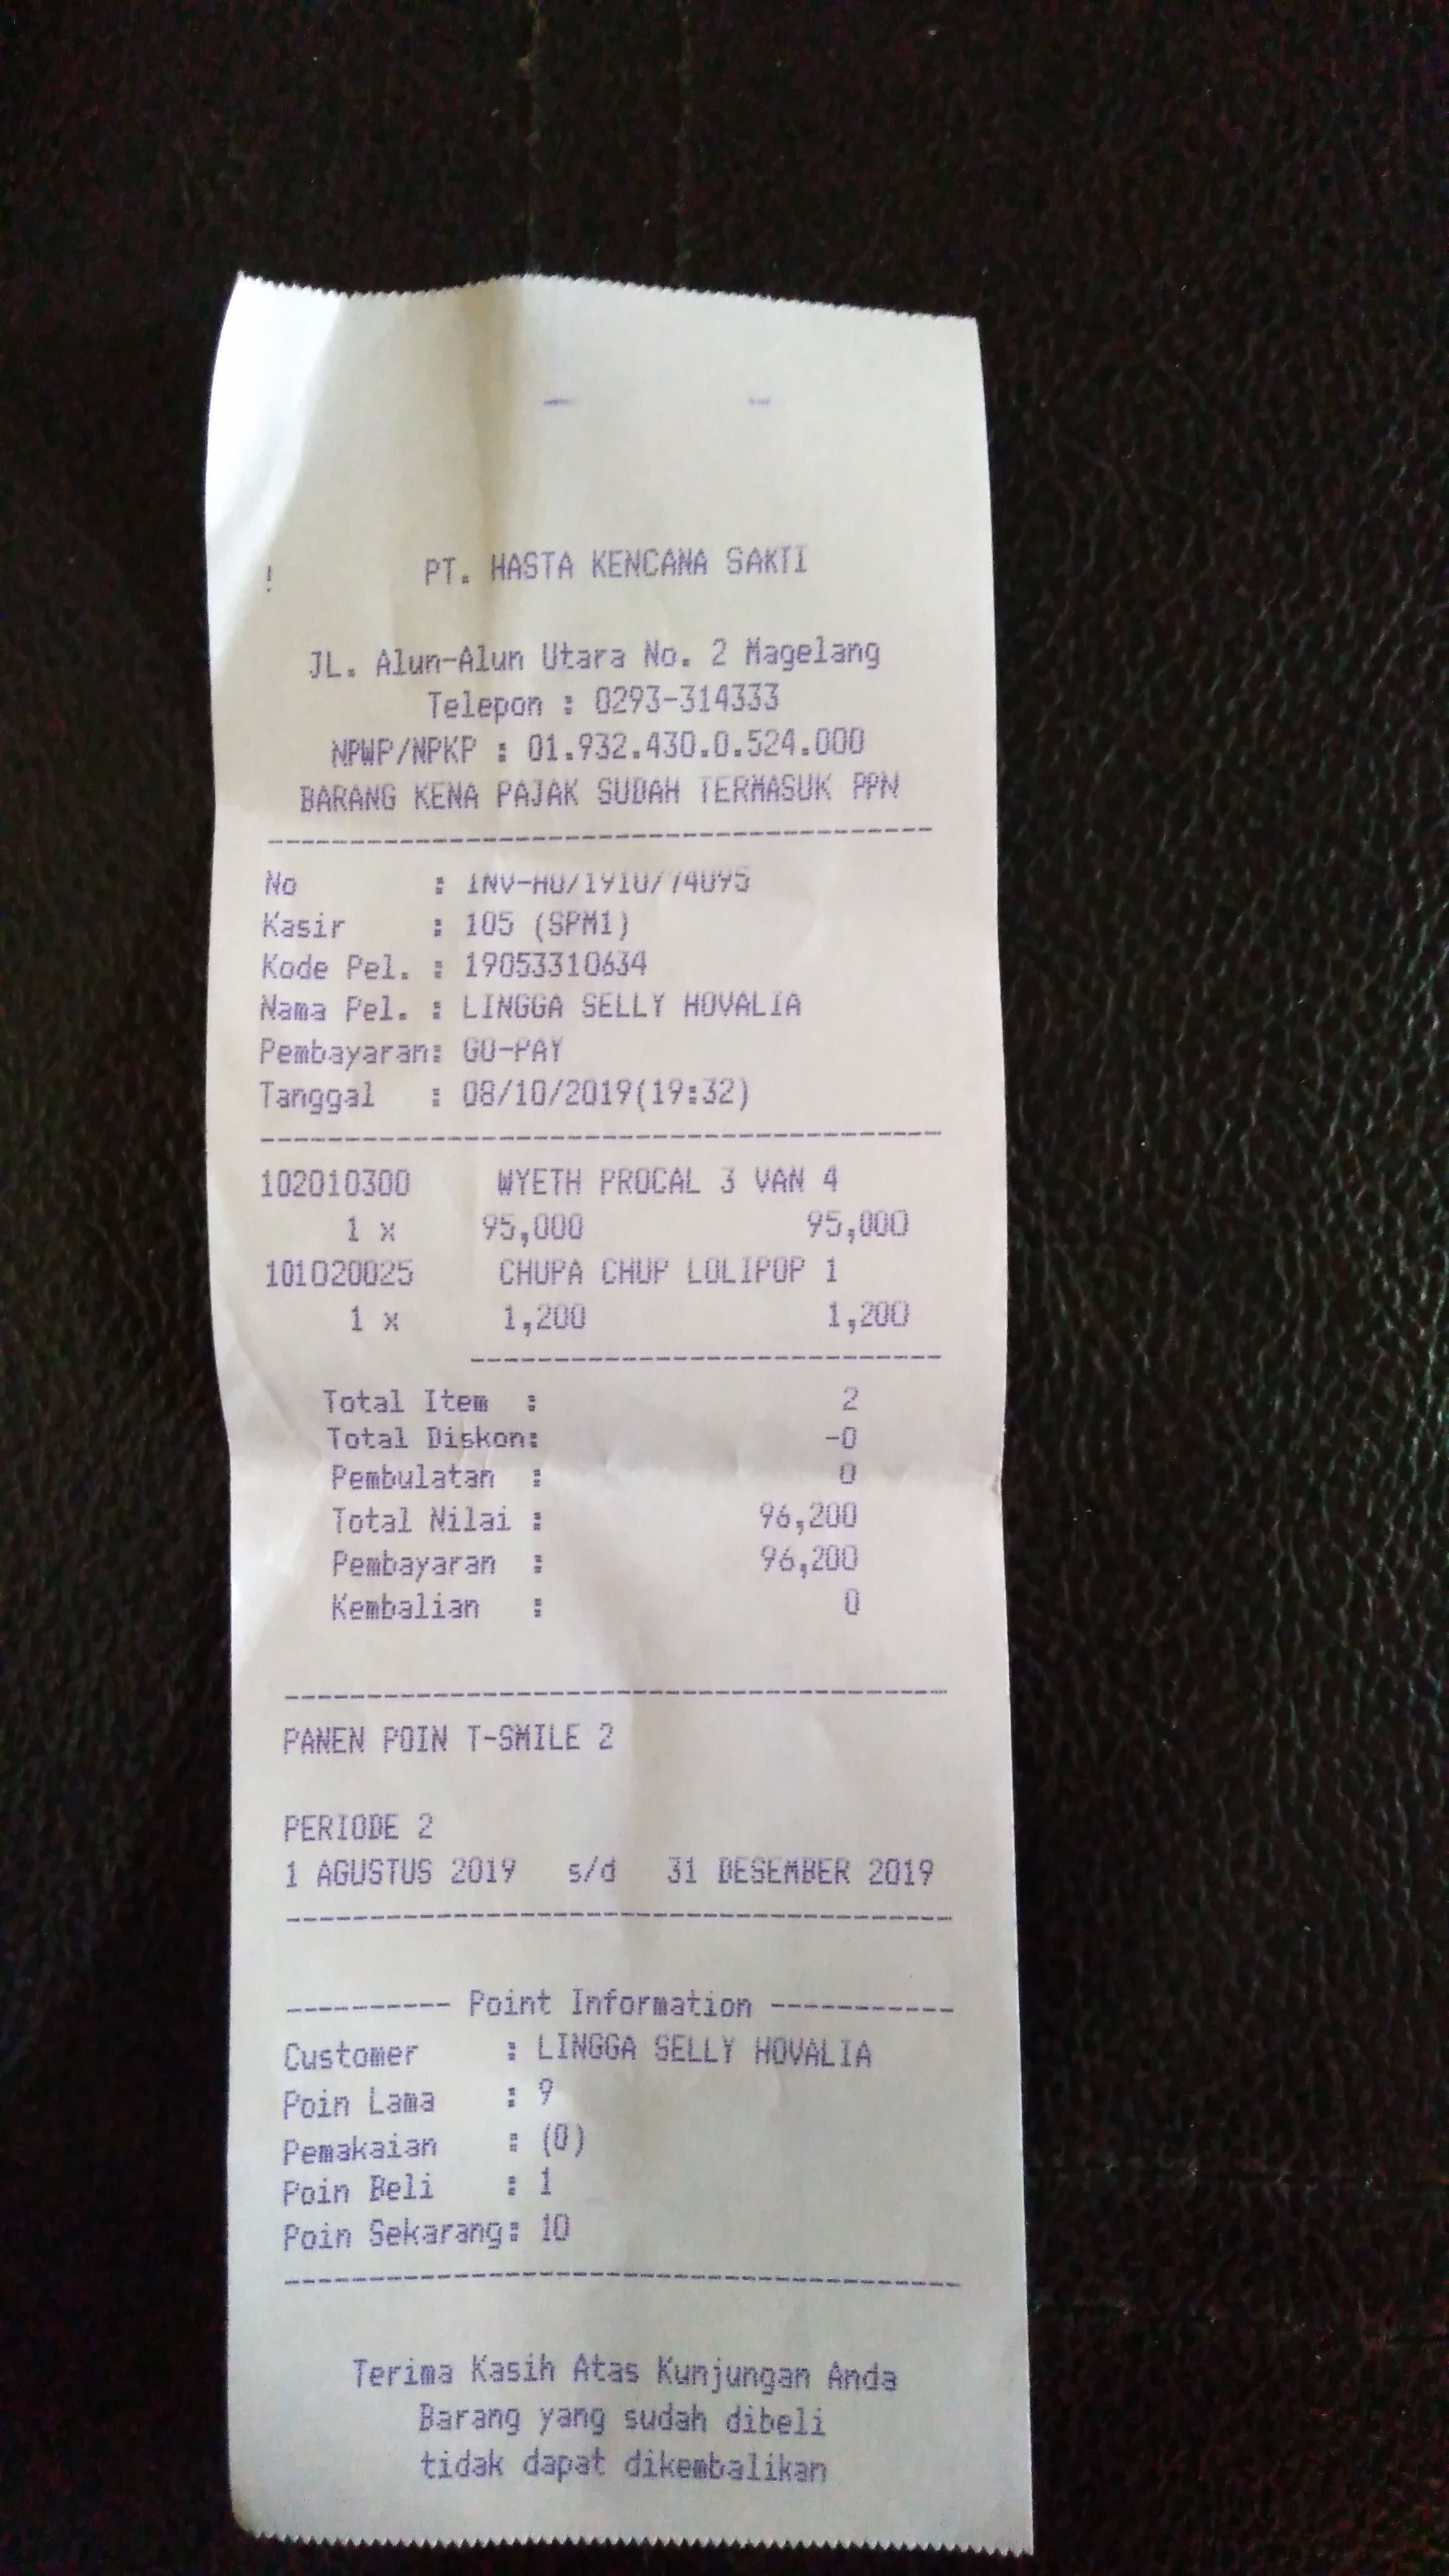 PT. HASTA KENCANA SAKTI
JL. Alun-Alun Utara No. 2 Magelang
Telepon : 0293-314333
NPWP/NPKP : 01.932.430.0.524.000
BARANG KENA PAJAK SUDAH TERMASUK PPN
No : INV-HO/1910/74095
Kasir : 105 (SPM1)
Kode Pel. : 19053310634
Nama Pel. : LINGGA SELLY HOVALIA
Pembayaran: GO-PAY
Tanggal : 08/10/2019(19:32)
102010300 WYETH PROCAL 3 VAN 4
1 x 95,000 95,000
101020025 CHUPA CHUP LOLIPOP 1
1 x 1,200 1,200
Total Item : 2
Total Diskon: -0
Pembulatan : 0
Total Nilai : 96,200
Pembayaran : 96,200
Kembalian : 0
PANEN POIN T-SMILE 2
PERIODE 2
1 AGUSTUS 2019 s/d 31 DESEMBER 2019
---------- Point Information -----------
Customer : LINGGA SELLY HOVALIA
Poin Lama : 9
Pemakaian : (0)
Poin Beli : 1
Poin Sekarang: 10
Terima Kasih Atas Kunjungan Anda
Barang yang sudah dibeli
tidak dapat dikembalikan